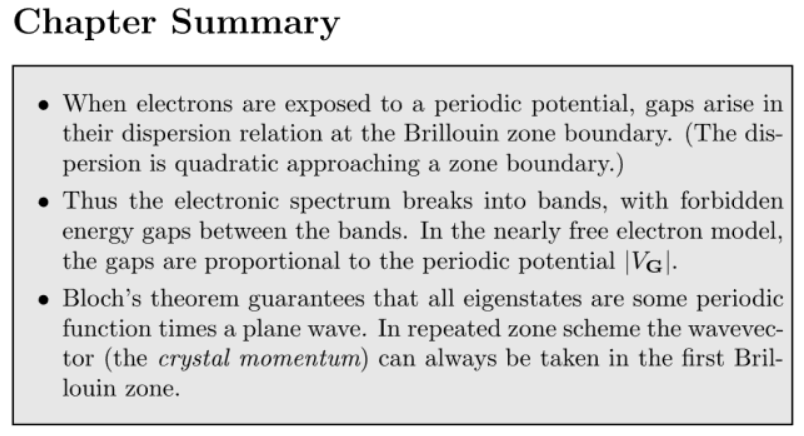 Chapter Summary
• When electrons are exposed to a periodic potential, gaps arise in
their dispersion relation at the Brillouin zone boundary. (The dis-
persion is quadratic approaching a zone boundary.)
• Thus the electronic spectrum breaks into bands, with forbidden
energy gaps between the bands. In the nearly free electron model,
the gaps are proportional to the periodic potential |V_G|.
• Bloch's theorem guarantees that all eigenstates are some periodic
function times a plane wave. In repeated zone scheme the wavevec-
tor (the crystal momentum) can always be taken in the first Bril-
louin zone.